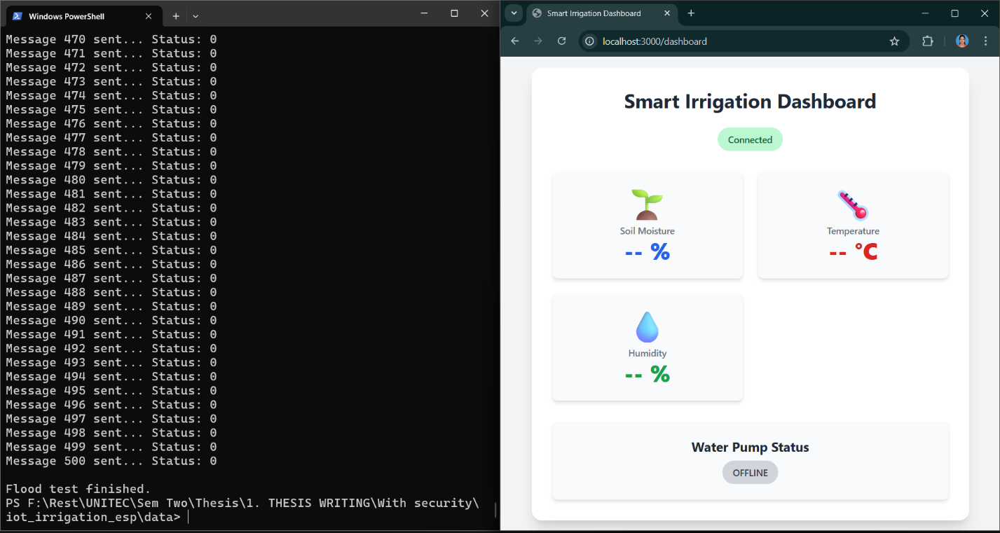 Windows PowerShell
Message 470 sent... Status: 0
Message 471 sent... Status: 0
Message 472 sent... Status: 0
Message 473 sent... Status: 0
Message 474 sent... Status: 0
Message 475 sent... Status: 0
Message 476 sent... Status: 0
Message 477 sent... Status: 0
Message 478 sent... Status: 0
Message 479 sent... Status: 0
Message 480 sent... Status: 0
Message 481 sent... Status: 0
Message 482 sent... Status: 0
Message 483 sent... Status: 0
Message 484 sent... Status: 0
Message 485 sent... Status: 0
Message 486 sent... Status: 0
Message 487 sent... Status: 0
Message 488 sent... Status: 0
Message 489 sent... Status: 0
Message 490 sent... Status: 0
Message 491 sent... Status: 0
Message 492 sent... Status: 0
Message 493 sent... Status: 0
Message 494 sent... Status: 0
Message 495 sent... Status: 0
Message 496 sent... Status: 0
Message 497 sent... Status: 0
Message 498 sent... Status: 0
Message 499 sent... Status: 0
Message 500 sent... Status: 0
Flood test finished.
PS F:\Rest\UNITEC\Sem Two\Thesis\1. THESIS WRITING\With security\
iot_irrigation_esp\data>
Smart Irrigation Dashboard
localhost:3000/dashboard
Smart Irrigation Dashboard
Connected
Soil Moisture
-- %
Temperature
-- °C
Humidity
-- %
Water Pump Status
OFFLINE